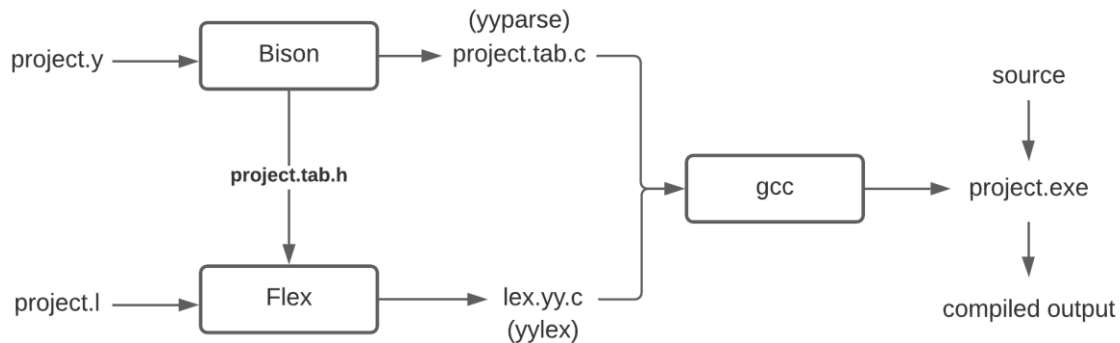 (yyparse)
project.y
Bison
project.tab.c
source
project.tab.h
gcc
project.exe
project.l
Flex
lex.yy.c
(yylex)
compiled output